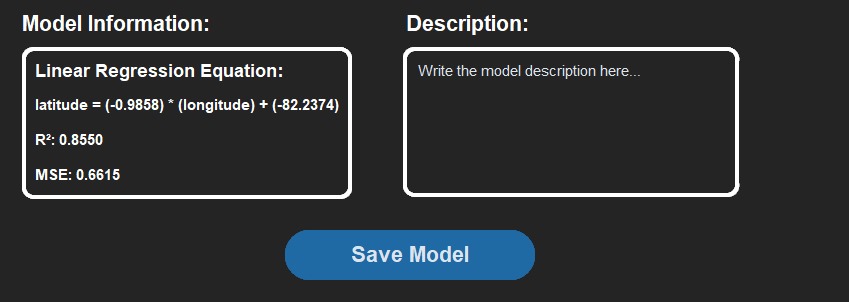 Model Information:
Linear Regression Equation:
latitude = (-0.9858) * (longitude) + (-82.2374)
R²: 0.8550
MSE: 0.6615
Description:
Write the model description here...
Save Model